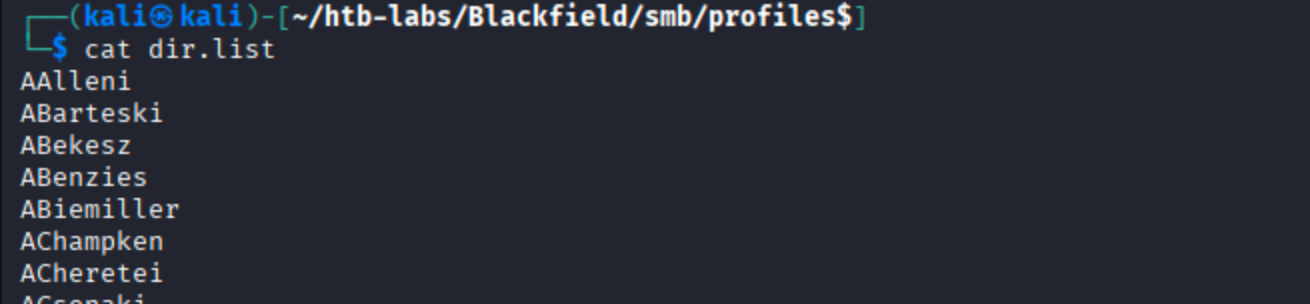 ┌──(kali㉿kali)-[~/htb-labs/Blackfield/smb/profiles$]
└─$ cat dir.list
AAlleni
ABarteski
ABekesz
ABenzies
ABiemiller
AChampken
ACheretei